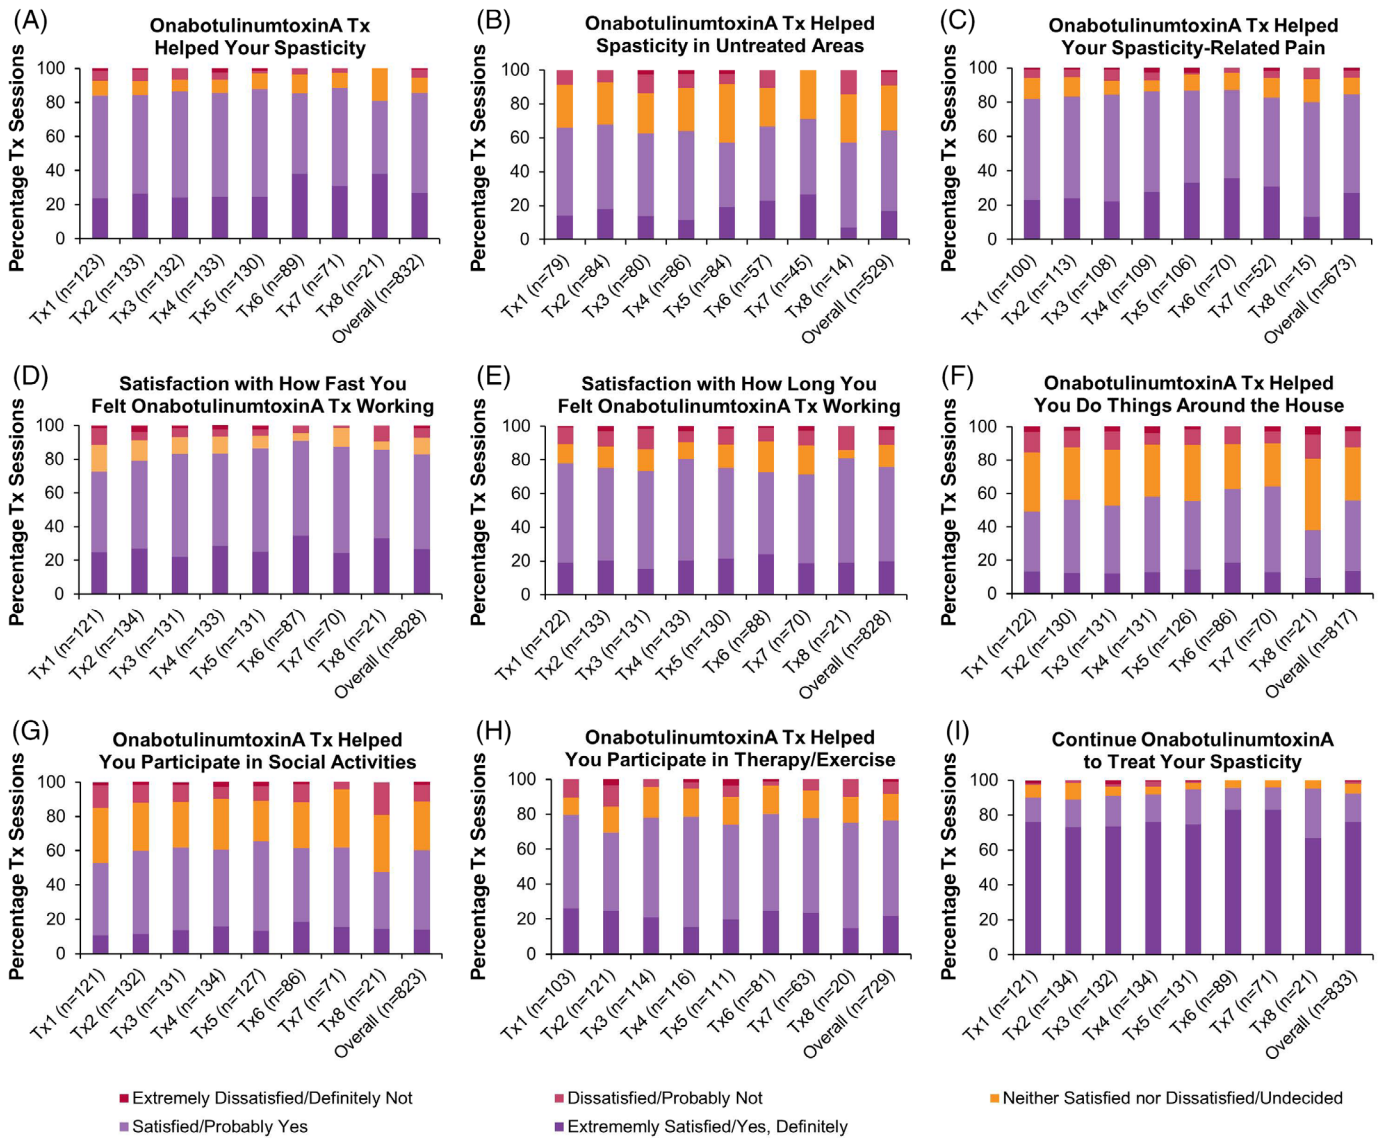 (A)
OnabotulinumtoxinA Tx
Helped Your Spasticity
Percentage Tx Sessions
100
80
60
40
20
0
Tx1 (n=123)
Tx2 (n=133)
Tx3 (n=132)
Tx4 (n=133)
Tx5 (n=130)
Tx6 (n=89)
Tx7 (n=71)
Tx8 (n=21)
Overall (n=832)
(B)
OnabotulinumtoxinA Tx Helped
Spasticity in Untreated Areas
Percentage Tx Sessions
100
80
60
40
20
0
Tx1 (n=79)
Tx2 (n=84)
Tx3 (n=80)
Tx4 (n=86)
Tx5 (n=84)
Tx6 (n=57)
Tx7 (n=45)
Tx8 (n=14)
Overall (n=529)
(C)
OnabotulinumtoxinA Tx Helped
Your Spasticity-Related Pain
Percentage Tx Sessions
100
80
60
40
20
0
Tx1 (n=100)
Tx2 (n=113)
Tx3 (n=108)
Tx4 (n=109)
Tx5 (n=106)
Tx6 (n=70)
Tx7 (n=52)
Tx8 (n=15)
Overall (n=673)
(D)
Satisfaction with How Fast You
Felt OnabotulinumtoxinA Tx Working
Percentage Tx Sessions
100
80
60
40
20
0
Tx1 (n=121)
Tx2 (n=134)
Tx3 (n=131)
Tx4 (n=133)
Tx5 (n=131)
Tx6 (n=87)
Tx7 (n=70)
Tx8 (n=21)
Overall (n=828)
(E)
Satisfaction with How Long You
Felt OnabotulinumtoxinA Tx Working
Percentage Tx Sessions
100
80
60
40
20
0
Tx1 (n=122)
Tx2 (n=133)
Tx3 (n=131)
Tx4 (n=133)
Tx5 (n=130)
Tx6 (n=88)
Tx7 (n=70)
Tx8 (n=21)
Overall (n=828)
(F)
OnabotulinumtoxinA Tx Helped
You Do Things Around the House
Percentage Tx Sessions
100
80
60
40
20
0
Tx1 (n=122)
Tx2 (n=130)
Tx3 (n=131)
Tx4 (n=131)
Tx5 (n=126)
Tx6 (n=86)
Tx7 (n=70)
Tx8 (n=21)
Overall (n=817)
(G)
OnabotulinumtoxinA Tx Helped
You Participate in Social Activities
Percentage Tx Sessions
100
80
60
40
20
0
Tx1 (n=121)
Tx2 (n=132)
Tx3 (n=131)
Tx4 (n=134)
Tx5 (n=127)
Tx6 (n=86)
Tx7 (n=71)
Tx8 (n=21)
Overall (n=823)
(H)
OnabotulinumtoxinA Tx Helped
You Participate in Therapy/Exercise
Percentage Tx Sessions
100
80
60
40
20
0
Tx1 (n=103)
Tx2 (n=121)
Tx3 (n=114)
Tx4 (n=116)
Tx5 (n=111)
Tx6 (n=81)
Tx7 (n=63)
Tx8 (n=20)
Overall (n=729)
(I)
Continue OnabotulinumtoxinA
to Treat Your Spasticity
Percentage Tx Sessions
100
80
60
40
20
0
Tx1 (n=121)
Tx2 (n=134)
Tx3 (n=132)
Tx4 (n=134)
Tx5 (n=131)
Tx6 (n=89)
Tx7 (n=71)
Tx8 (n=21)
Overall (n=833)
Extremely Dissatisfied/Definitely Not
Dissatisfied/Probably Not
Neither Satisfied nor Dissatisfied/Undecided
Satisfied/Probably Yes
Extrememly Satisfied/Yes, Definitely